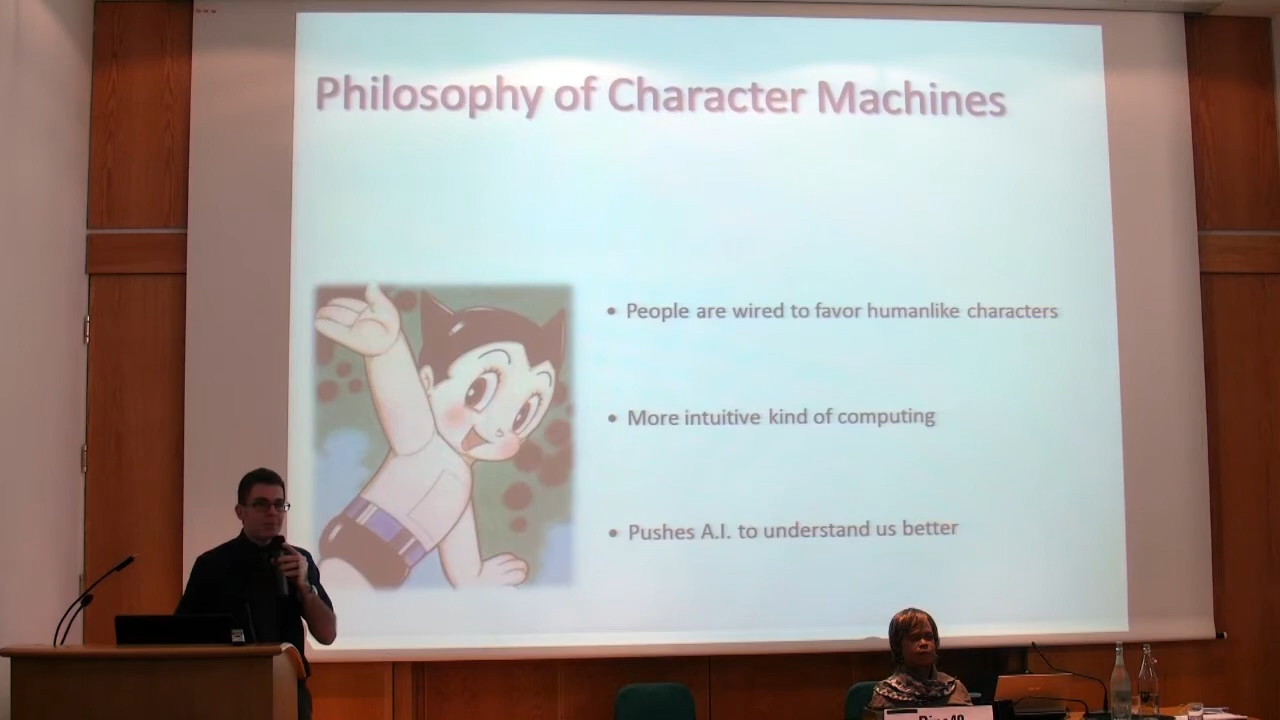 Philosophy of Character Machines
• People are wired to favor humanlike characters
• More intuitive kind of computing
• Pushes A.I. to understand us better